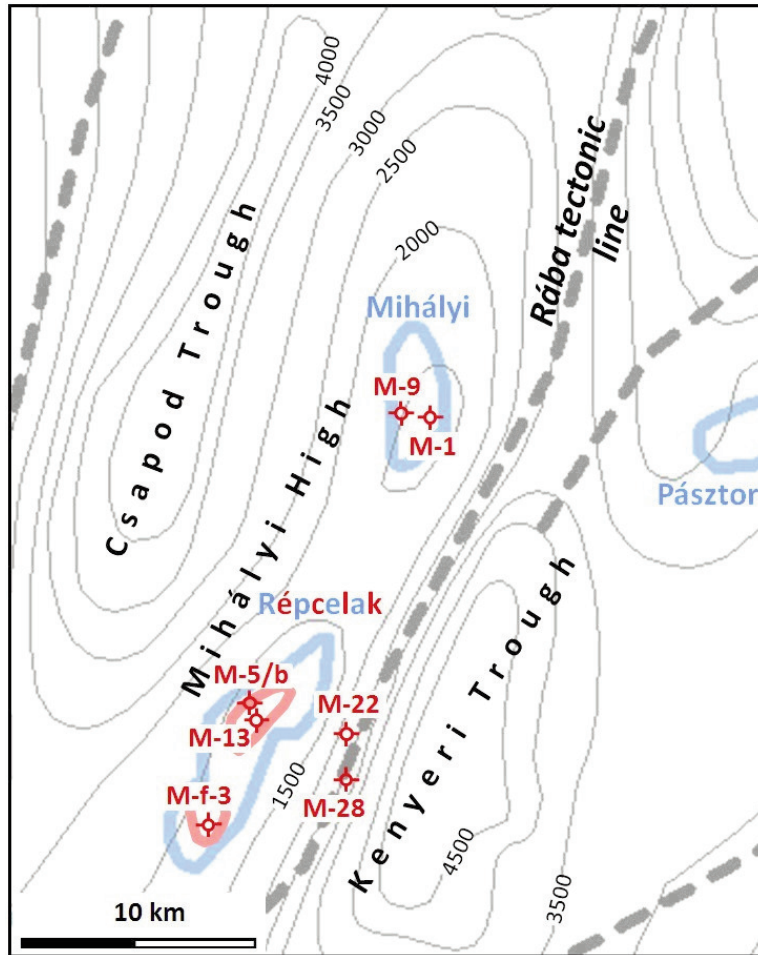 4000
3500
3000
2500
2000
Rába tectonic
line
Csapod Trough
Mihályi High
Mihályi
M-9
M-1
Pásztor
Répcelak
M-5/b
M-13
M-22
M-28
M-f-3
1500
Kenyeri Trough
4500
3500
10 km